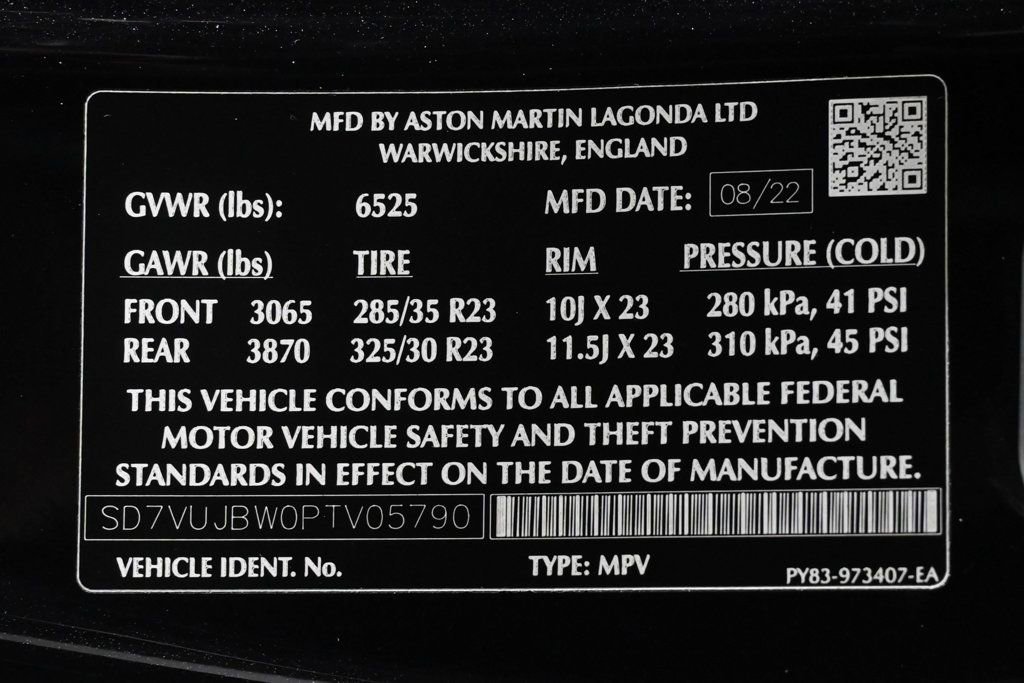 MFD BY ASTON MARTIN LAGONDA LTD
WARWICKSHIRE, ENGLAND
GVWR (lbs): 6525 MFD DATE: 08/22
GAWR (lbs) TIRE RIM PRESSURE (COLD)
FRONT 3065 285/35 R23 10J X 23 280 kPa, 41 PSI
REAR 3870 325/30 R23 11.5J X 23 310 kPa, 45 PSI
THIS VEHICLE CONFORMS TO ALL APPLICABLE FEDERAL
MOTOR VEHICLE SAFETY AND THEFT PREVENTION
STANDARDS IN EFFECT ON THE DATE OF MANUFACTURE.
SD7VUJBW0PTV05790
VEHICLE IDENT. No. TYPE: MPV PY83-973407-EA